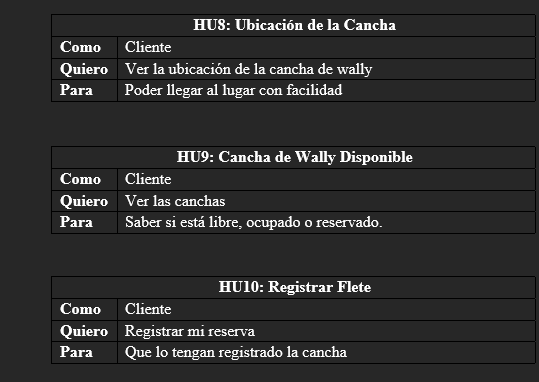 HU8: Ubicación de la Cancha
Como Cliente
Quiero Ver la ubicación de la cancha de wally
Para Poder llegar al lugar con facilidad
HU9: Cancha de Wally Disponible
Como Cliente
Quiero Ver las canchas
Para Saber si está libre, ocupado o reservado.
HU10: Registrar Flete
Como Cliente
Quiero Registrar mi reserva
Para Que lo tengan registrado la cancha